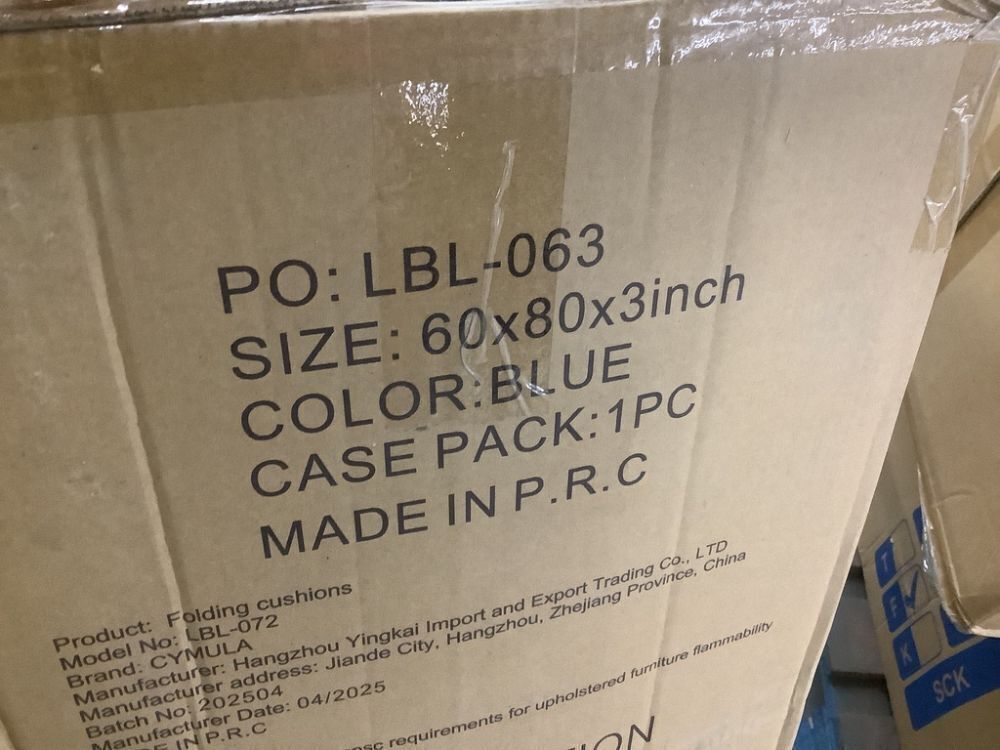 PO: LBL-063
SIZE: 60x80x3inch
COLOR:BLUE
CASE PACK:1PC
MADE IN P.R.C
Product: Folding cushions
Model No: LBL-072
Brand: CYMULA
Manufacturer: Hangzhou Yingkai Import and Export Trading Co., LTD
Manufacturer address: Jiande City, Hangzhou, Zhejiang Province, China
Batch No: 202504
Manufacturer Date: 04/2025
IN P.R.C
requirements for upholstered furniture flammability
T
F
K
SCK